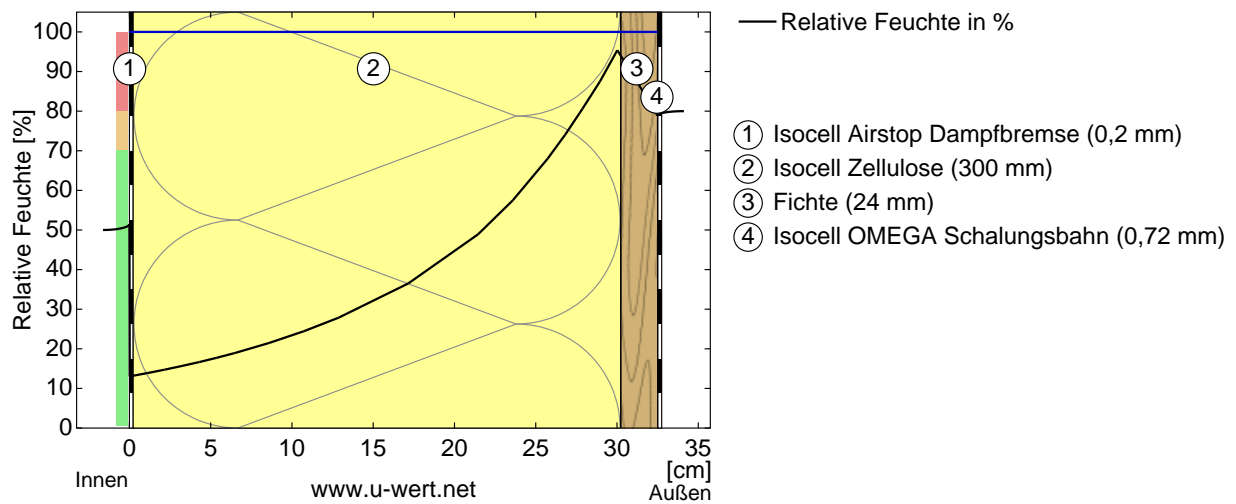 Relative Feuchte [%]
100
90
80
70
60
50
40
30
20
10
0
1
2
3
4
0 5 10 15 20 25 30 35
[cm]
Innen
www.u-wert.net
Außen
Relative Feuchte in %
1 Isocell Airstop Dampfbremse (0,2 mm)
2 Isocell Zellulose (300 mm)
3 Fichte (24 mm)
4 Isocell OMEGA Schalungsbahn (0,72 mm)